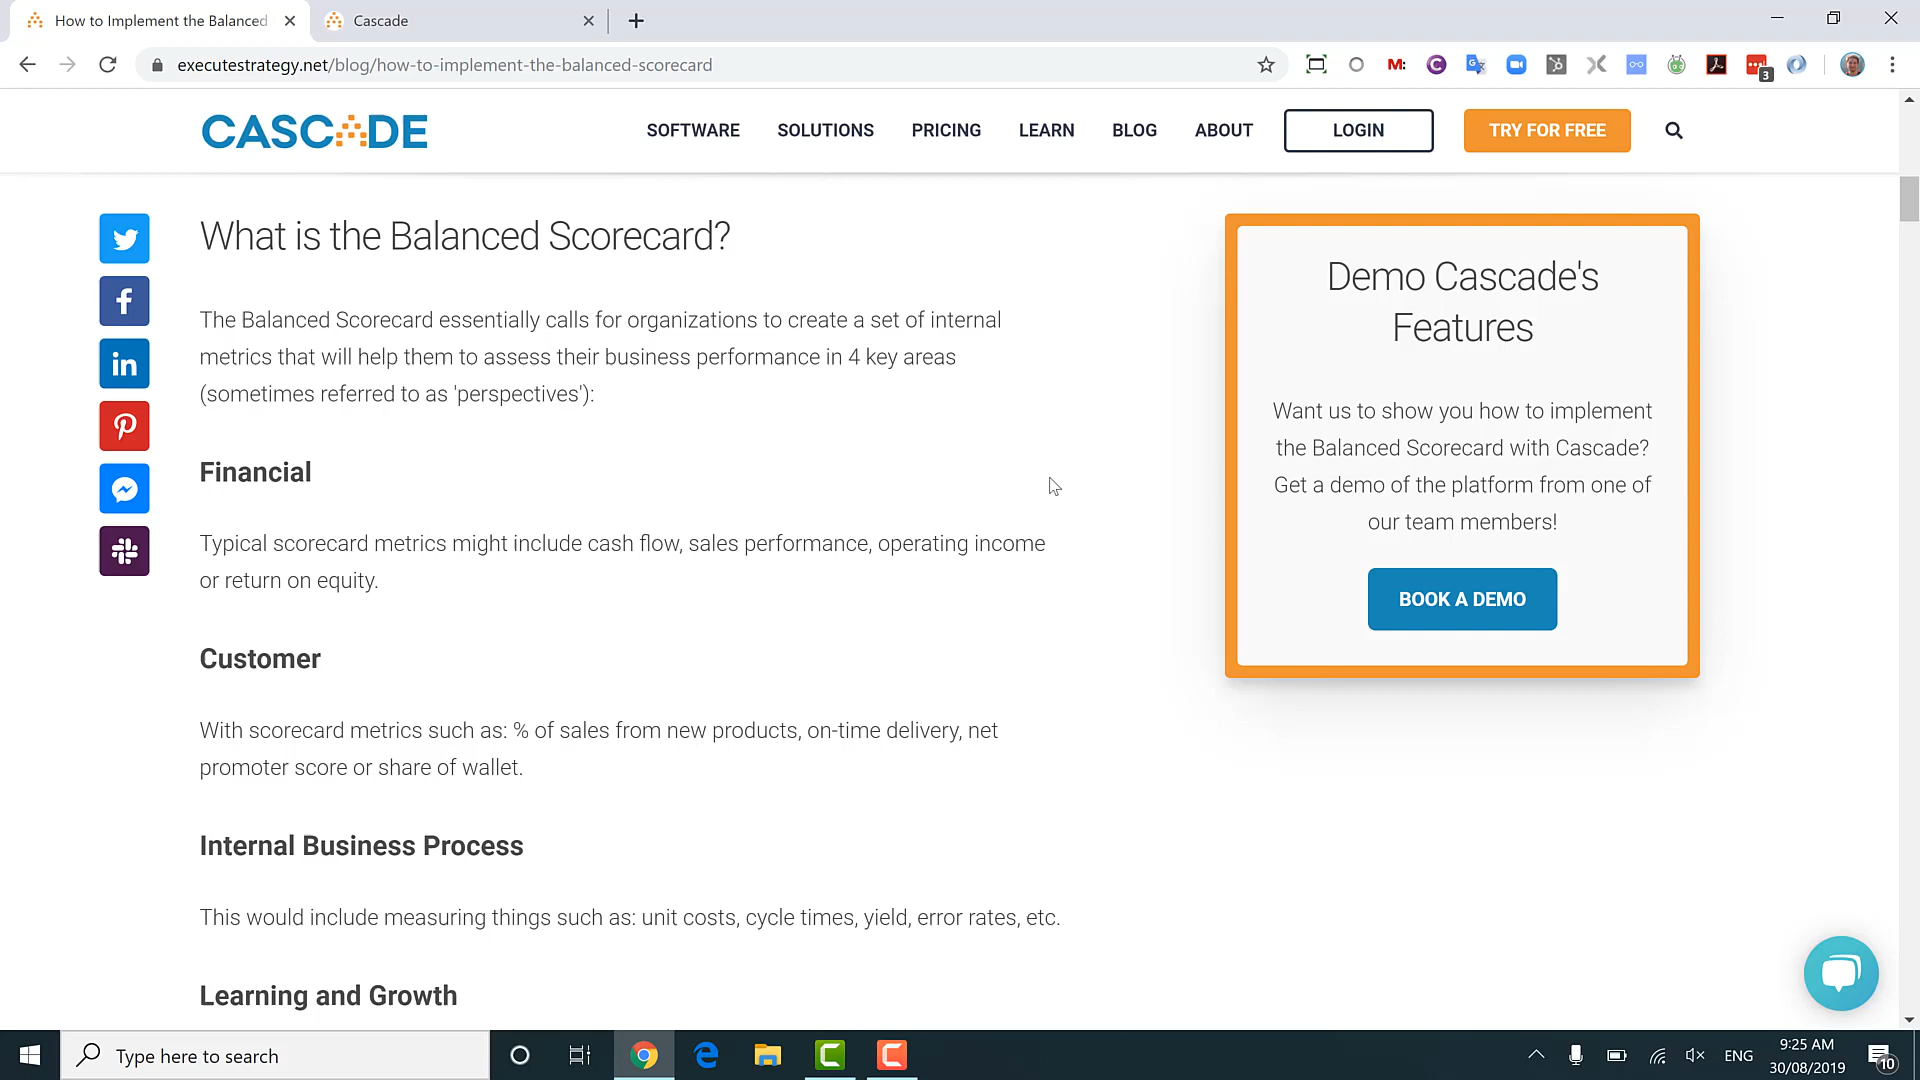 How to Implement the Balanced
Cascade
executestrategy.net/blog/how-to-implement-the-balanced-scorecard
M:
3
CASCADE
SOFTWARE
SOLUTIONS
PRICING
LEARN
BLOG
ABOUT
LOGIN
TRY FOR FREE
What is the Balanced Scorecard?
The Balanced Scorecard essentially calls for organizations to create a set of internal
metrics that will help them to assess their business performance in 4 key areas
(sometimes referred to as 'perspectives'):
Financial
Typical scorecard metrics might include cash flow, sales performance, operating income
or return on equity.
Customer
With scorecard metrics such as: % of sales from new products, on-time delivery, net
promoter score or share of wallet.
Internal Business Process
This would include measuring things such as: unit costs, cycle times, yield, error rates, etc.
Learning and Growth
Demo Cascade's
Features
Want us to show you how to implement
the Balanced Scorecard with Cascade?
Get a demo of the platform from one of
our team members!
BOOK A DEMO
Type here to search
ENG
9:25 AM
30/08/2019
10